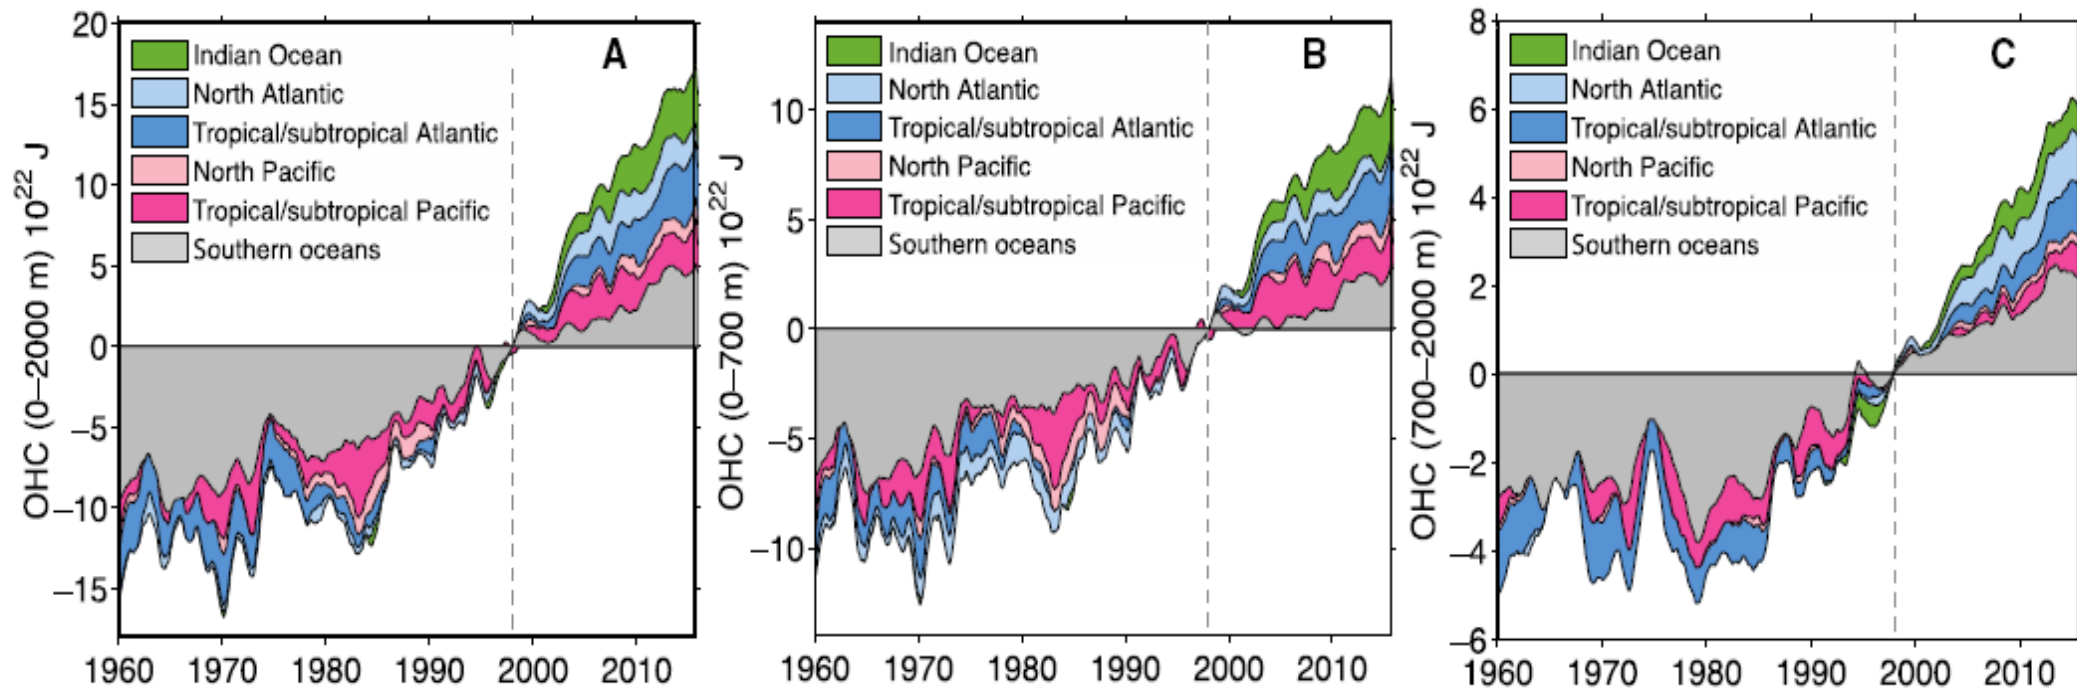 A
OHC (0–2000 m) 10²² J
20
15
10
5
0
−5
−10
−15
Indian Ocean
North Atlantic
Tropical/subtropical Atlantic
North Pacific
Tropical/subtropical Pacific
Southern oceans
1960 1970 1980 1990 2000 2010
B
OHC (0–700 m) 10²² J
10
5
0
−5
−10
Indian Ocean
North Atlantic
Tropical/subtropical Atlantic
North Pacific
Tropical/subtropical Pacific
Southern oceans
1960 1970 1980 1990 2000 2010
C
OHC (700–2000 m) 10²² J
8
6
4
2
0
−2
−4
−6
Indian Ocean
North Atlantic
Tropical/subtropical Atlantic
North Pacific
Tropical/subtropical Pacific
Southern oceans
1960 1970 1980 1990 2000 2010